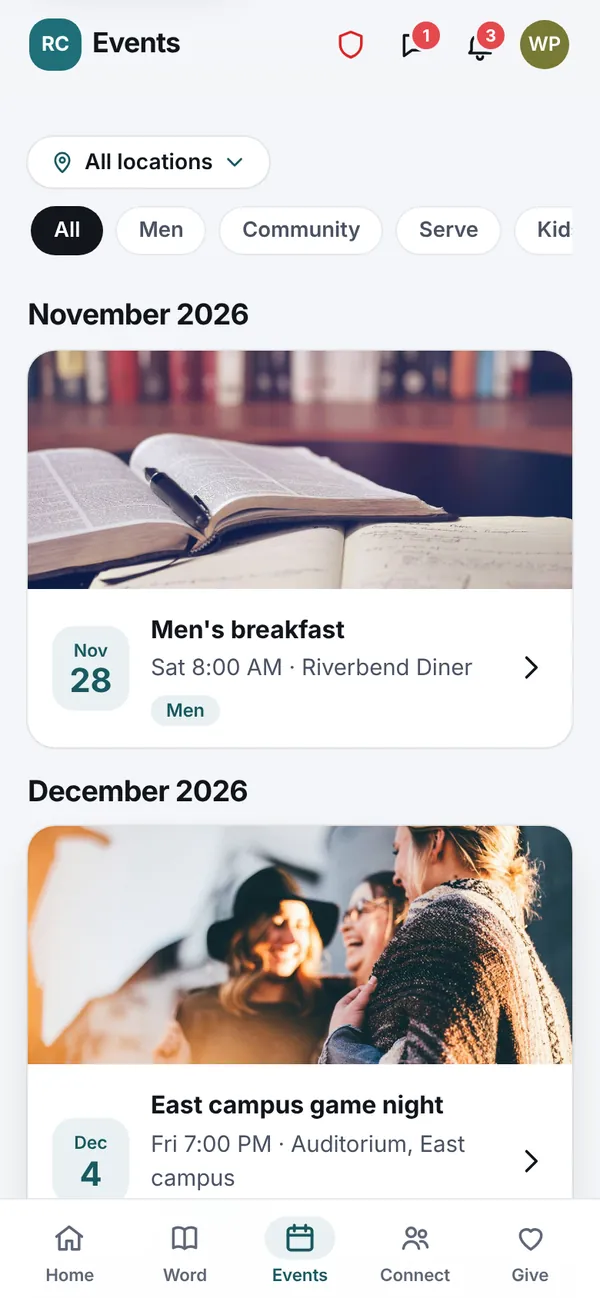 RC Events 1 3 WP
All locations
All Men Community Serve Kid
November 2026
Men's breakfast
Nov
28
Sat 8:00 AM · Riverbend Diner
Men
December 2026
East campus game night
Dec
4
Fri 7:00 PM · Auditorium, East
campus
Home Word Events Connect Give